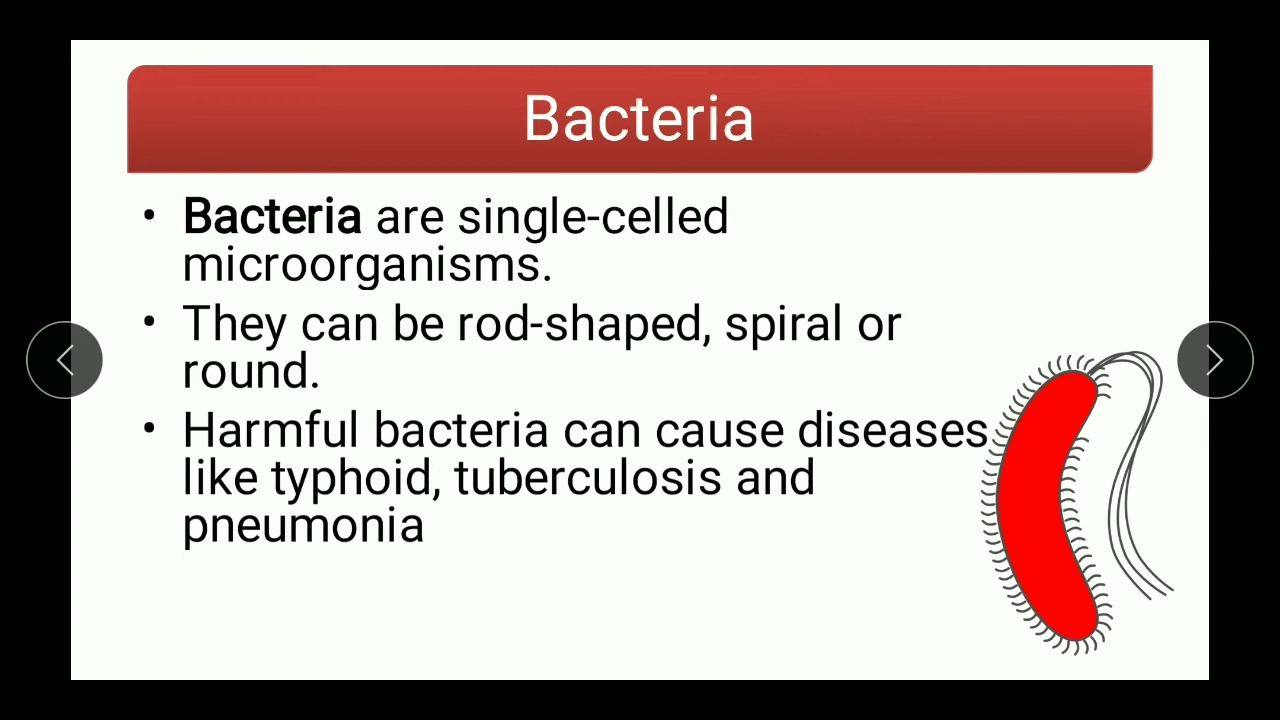 Bacteria
• Bacteria are single-celled
microorganisms.
• They can be rod-shaped, spiral or
round.
• Harmful bacteria can cause diseases
like typhoid, tuberculosis and
pneumonia